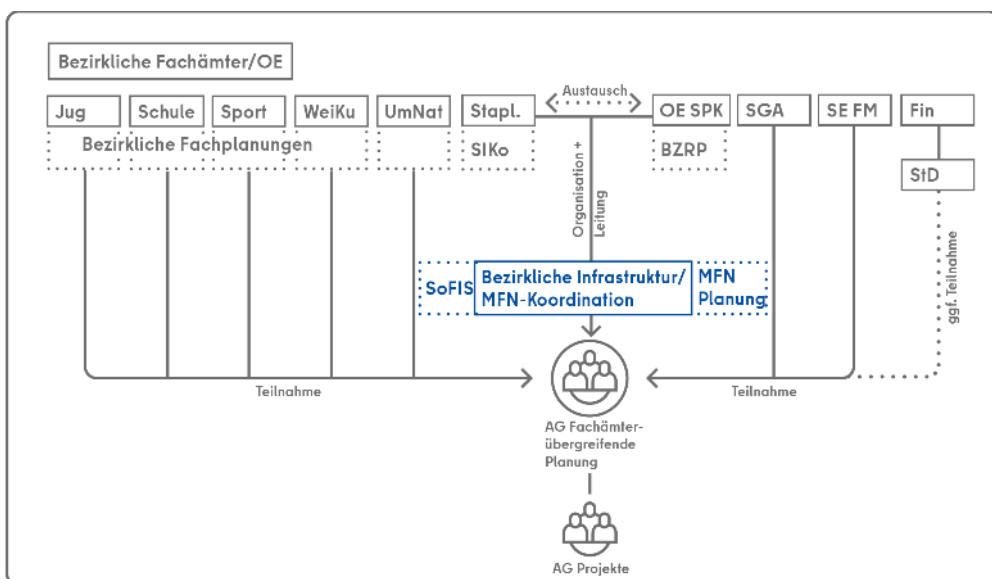 Bezirkliche Fachämter/OE
Austausch
Jug
Schule
Sport
WeiKu
UmNat
Stapl.
OE SPK
SGA
SE FM
Fin
Bezirkliche Fachplanungen
SIKo
BZRP
StD
Organisation +
Leitung
ggf. Teilnahme
SoFIS
Bezirkliche Infrastruktur/
MFN-Koordination
MFN
Planung
Teilnahme
Teilnahme
AG Fachämter-
übergreifende
Planung
AG Projekte